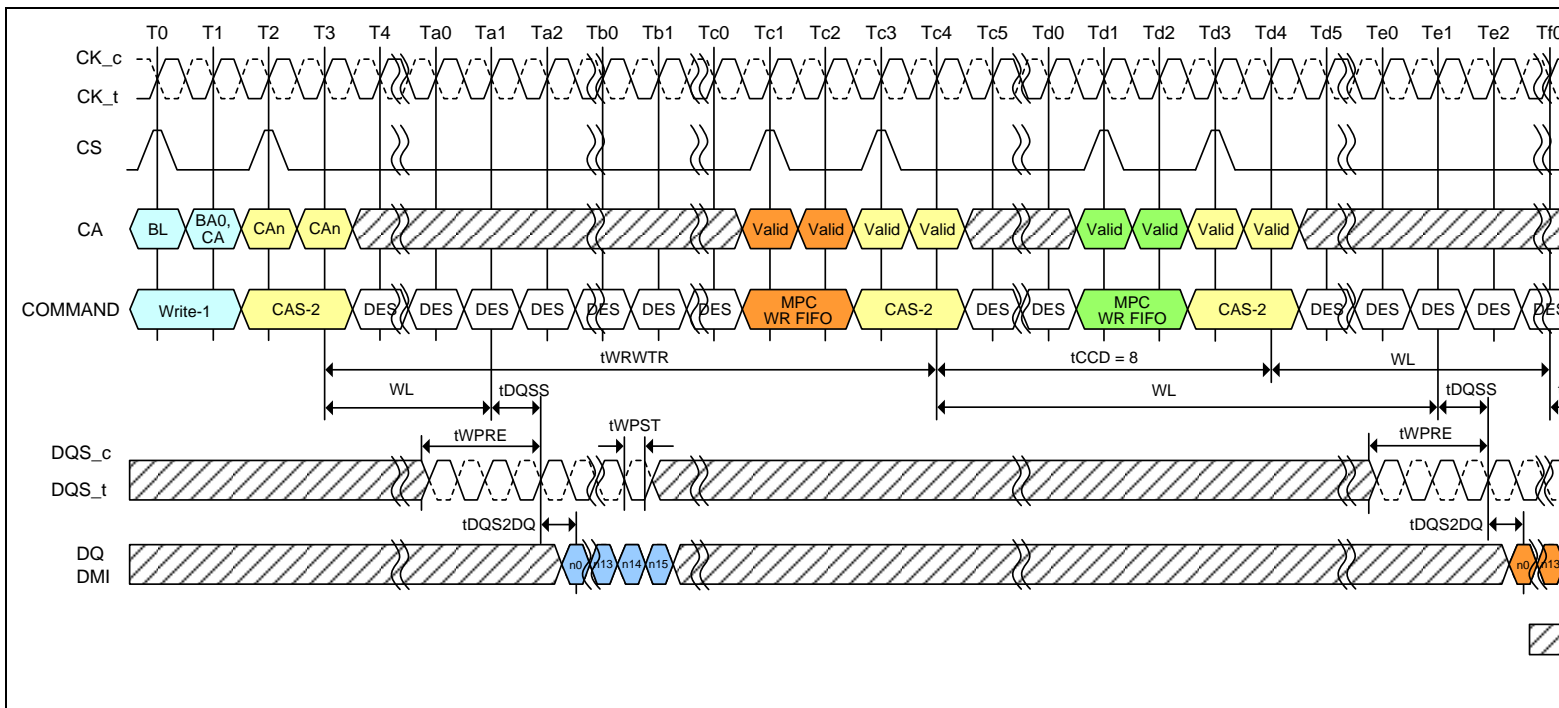 T0 T1 T2 T3 T4 Ta0 Ta1 Ta2 Tb0 Tb1 Tc0 Tc1 Tc2 Tc3 Tc4 Tc5 Td0 Td1 Td2 Td3 Td4 Td5 Te0 Te1 Te2 Tf0
CK_c
CK_t
CS
CA BL BA0, CA CAn CAn Valid Valid Valid Valid Valid Valid Valid Valid
COMMAND Write-1 CAS-2 DES DES DES DES DES DES DES MPC WR FIFO CAS-2 DES DES MPC WR FIFO CAS-2 DES DES DES DES DES
tWRWTR tCCD = 8 WL
WL tDQSS WL tDQSS
tWPRE tWPST tWPRE
DQS_c
DQS_t
tDQS2DQ tDQS2DQ
DQ
DMI
n0 n13 n14 n15 n0 n13